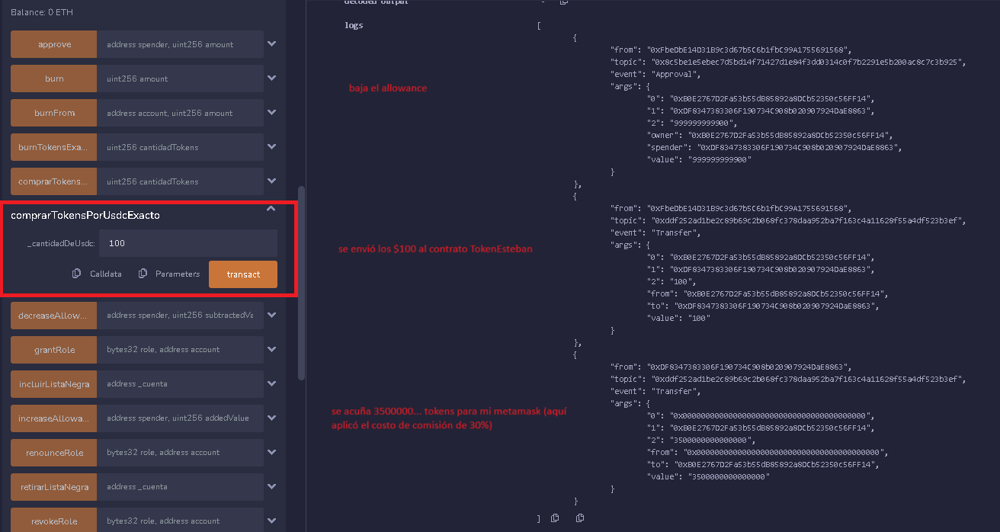 Balance: 0 ETH
approve address spender, uint256 amount
burn uint256 amount
burnFrom address account, uint256 amount
burnTokensExa... uint256 cantidadTokens
comprarTokens... uint256 cantidadTokens
comprarTokensPorUsdcExacto
_cantidadDeUsdc: 100
Calldata Parameters transact
decreaseAllow... address spender, uint256 subtractedVa
grantRole bytes32 role, address account
incluirListaNegra address _cuenta
increaseAllowa... address spender, uint256 addedValue
renounceRole bytes32 role, address account
retirarListaNegra address _cuenta
revokeRole bytes32 role, address account
decoded output -
logs [
{
"from": "0xFbeDbE14D31B9c3d67b5C6b1fbC99A1755691568",
"topic": "0x8c5be1e5ebec7d5bd14f71427d1e84f3dd0314c0f7b2291e5b200ac8c7c3b925",
"event": "Approval",
"args": {
baja el allowance
"0": "0xB0E2767D2Fa53b55dB85892a8DCb52350c56FF14",
"1": "0xDF8347383306F190734C908b020907924DaE8863",
"2": "999999999900",
"owner": "0xB0E2767D2Fa53b55dB85892a8DCb52350c56FF14",
"spender": "0xDF8347383306F190734C908b020907924DaE8863",
"value": "999999999900"
}
},
{
"from": "0xFbeDbE14D31B9c3d67b5C6b1fbC99A1755691568",
"topic": "0xddf252ad1be2c89b69c2b068fc378daa952ba7f163c4a11628f55a4df523b3ef",
"event": "Transfer",
"args": {
se envió los $100 al contrato TokenEsteban
"0": "0xB0E2767D2Fa53b55dB85892a8DCb52350c56FF14",
"1": "0xDF8347383306F190734C908b020907924DaE8863",
"2": "100",
"from": "0xB0E2767D2Fa53b55dB85892a8DCb52350c56FF14",
"to": "0xDF8347383306F190734C908b020907924DaE8863",
"value": "100"
}
},
{
"from": "0xDF8347383306F190734C908b020907924DaE8863",
"topic": "0xddf252ad1be2c89b69c2b068fc378daa952ba7f163c4a11628f55a4df523b3ef",
"event": "Transfer",
"args": {
se acuña 3500000... tokens para mi metamask (aquí
aplicó el costo de comisión de 30%)
"0": "0x0000000000000000000000000000000000000000",
"1": "0xB0E2767D2Fa53b55dB85892a8DCb52350c56FF14",
"2": "3500000000000000",
"from": "0x0000000000000000000000000000000000000000",
"to": "0xB0E2767D2Fa53b55dB85892a8DCb52350c56FF14",
"value": "3500000000000000"
}
}
]